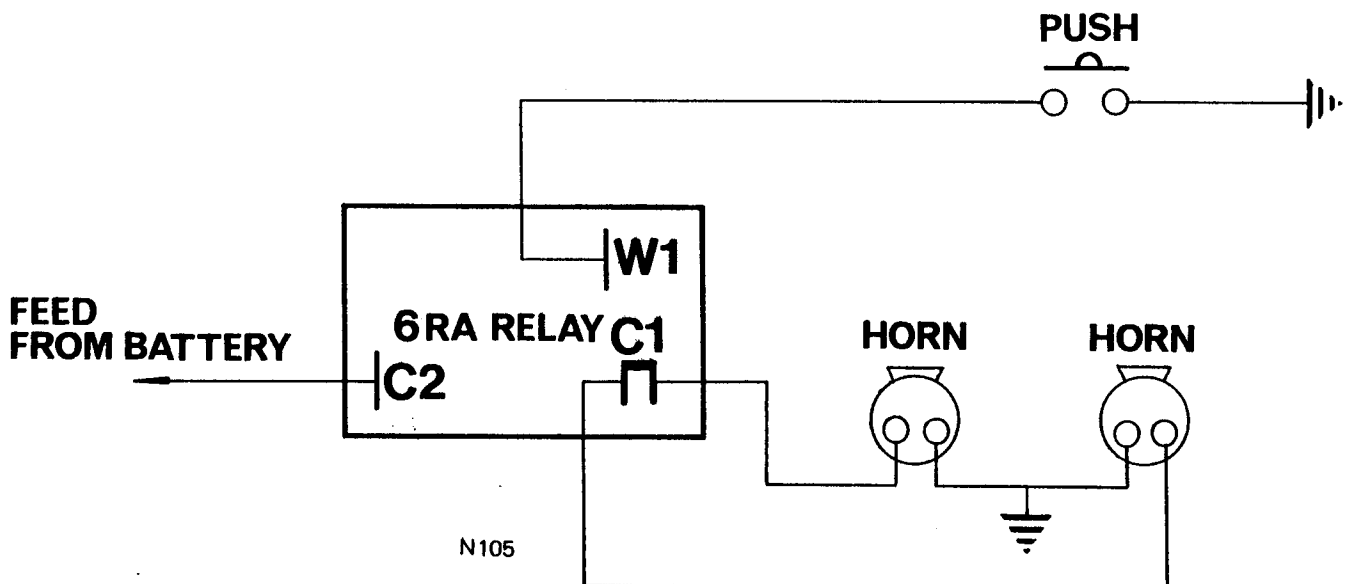 PUSH
W1
FEED
FROM BATTERY
6RA RELAY
C1
C2
HORN
HORN
N105